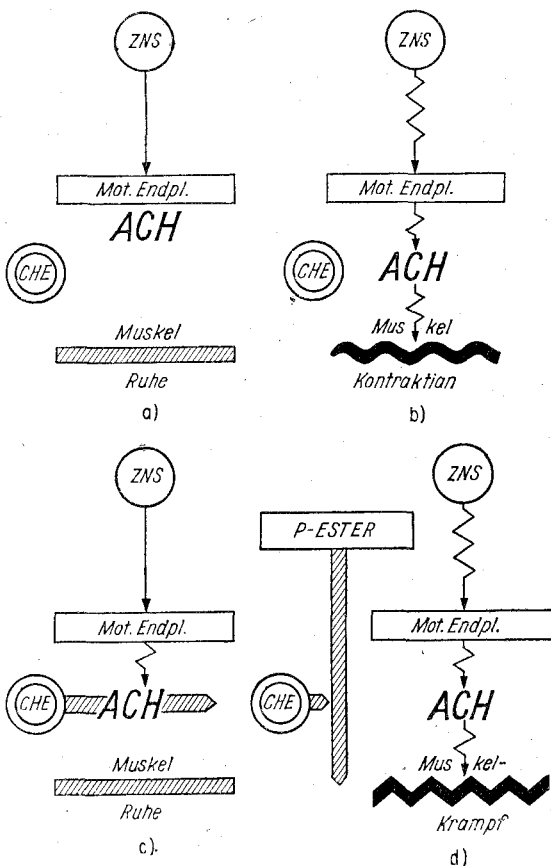 ZNS
Mot. Endpl.
ACH
CHE
Muskel
Ruhe
a)
ZNS
Mot. Endpl.
CHE
ACH
Mus kel
Kontraktian
b)
ZNS
Mot. Endpl.
CHE
ACH
Muskel
Ruhe
c).
P-ESTER
ZNS
Mot. Endpl.
CHE
ACH
Mus kel-
Krampf
d)